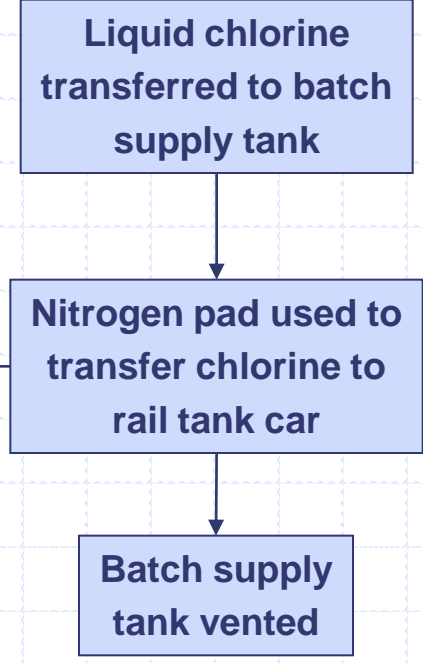 Liquid chlorine
transferred to batch
supply tank
Nitrogen pad used to
transfer chlorine to
rail tank car
Batch supply
tank vented